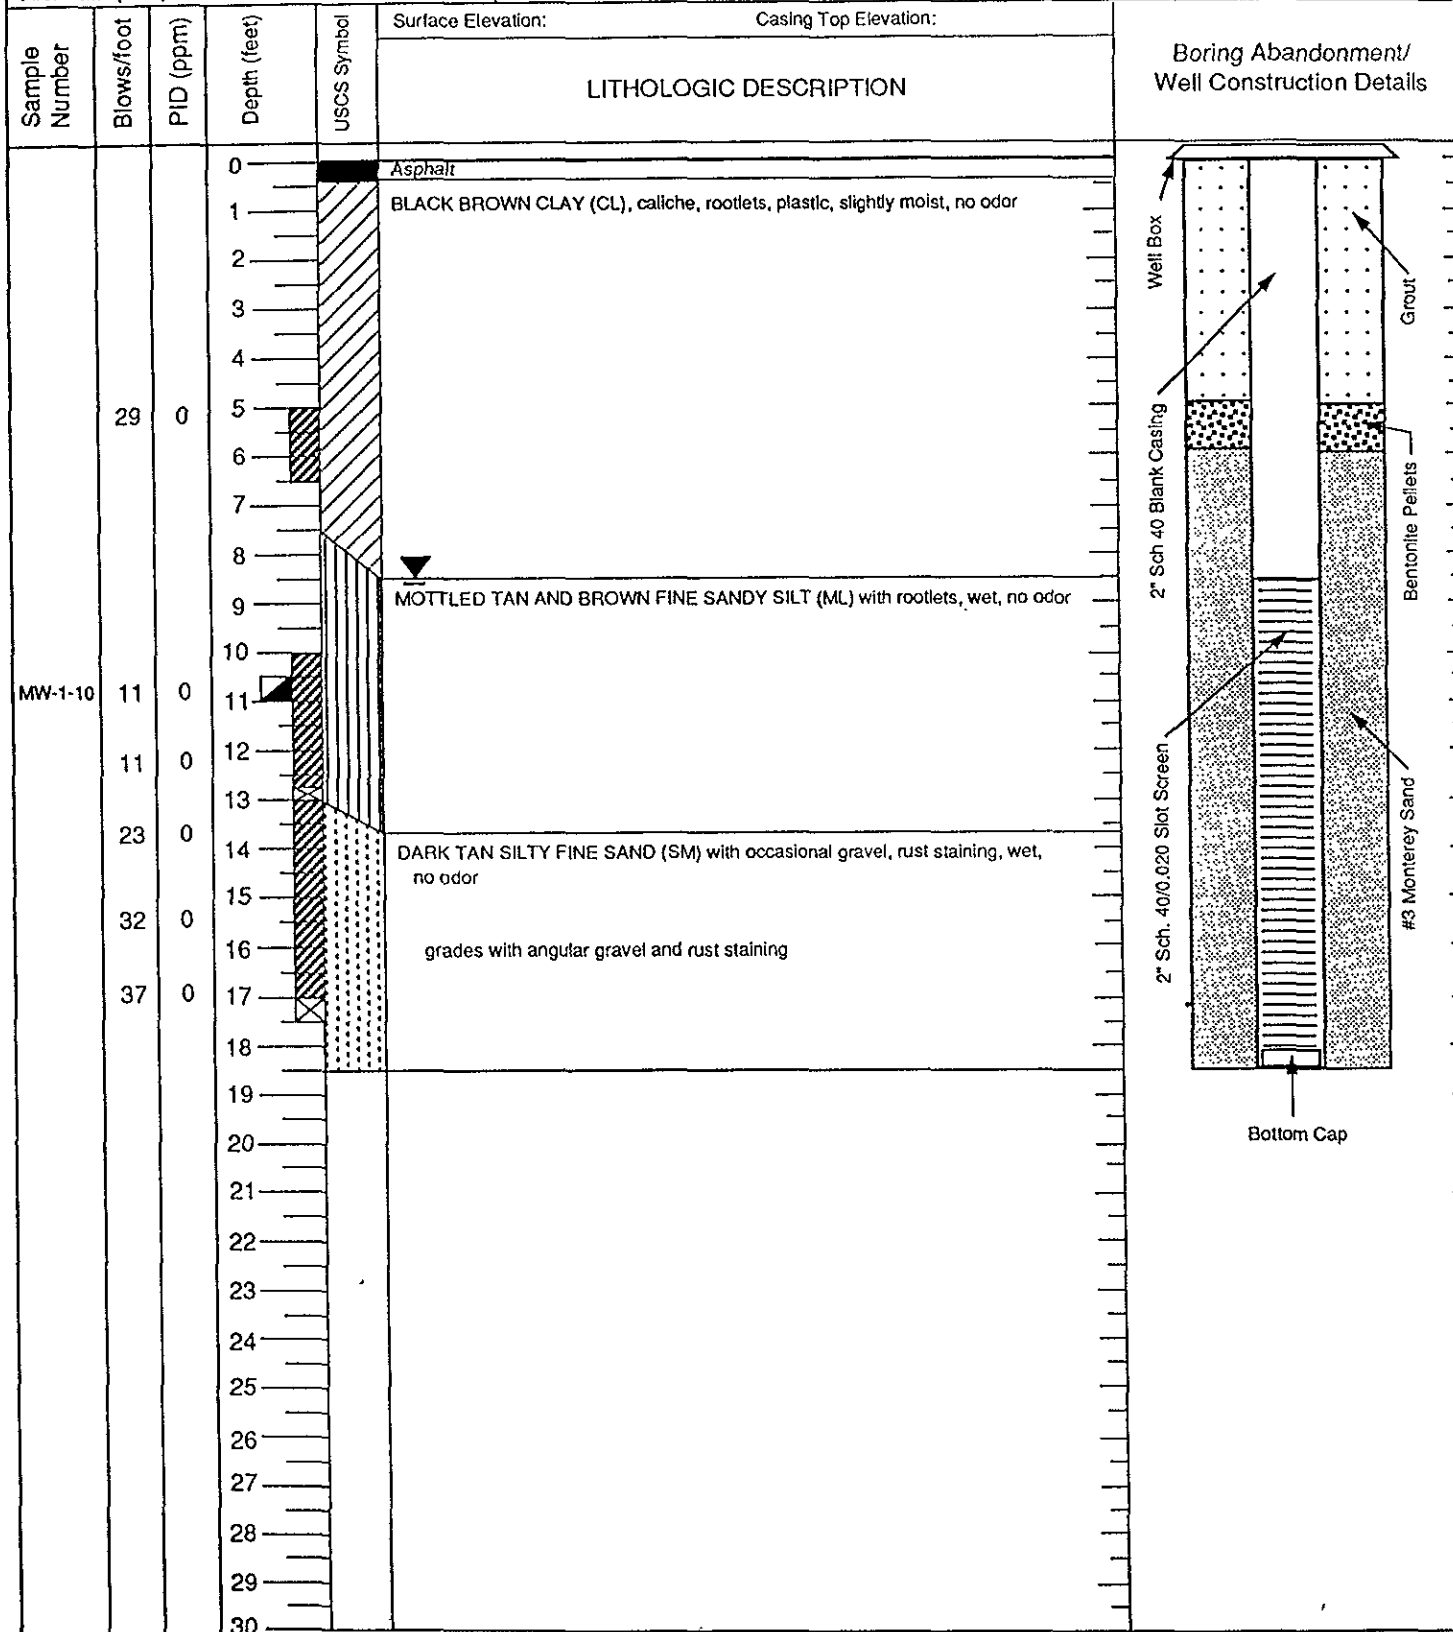 Surface Elevation: Casing Top Elevation:
Sample
Number
Blows/foot
PID (ppm)
Depth (feet)
USCS Symbol
LITHOLOGIC DESCRIPTION
Boring Abandonment/
Well Construction Details
0
Asphalt
BLACK BROWN CLAY (CL), caliche, rootlets, plastic, slightly moist, no odor
1
2
3
4
29 0 5
6
7
8
MOTTLED TAN AND BROWN FINE SANDY SILT (ML) with rootlets, wet, no odor
9
10
MW-1-10 11 0 11
11 0 12
13
23 0
14 DARK TAN SILTY FINE SAND (SM) with occasional gravel, rust staining, wet,
no odor
15
32 0
16 grades with angular gravel and rust staining
37 0 17
18
19
20
21
22
23
24
25
26
27
28
29
30
Well Box
Grout
2" Sch 40 Blank Casing
Bentonite Pellets
2" Sch. 40/0.020 Slot Screen
#3 Monterey Sand
Bottom Cap